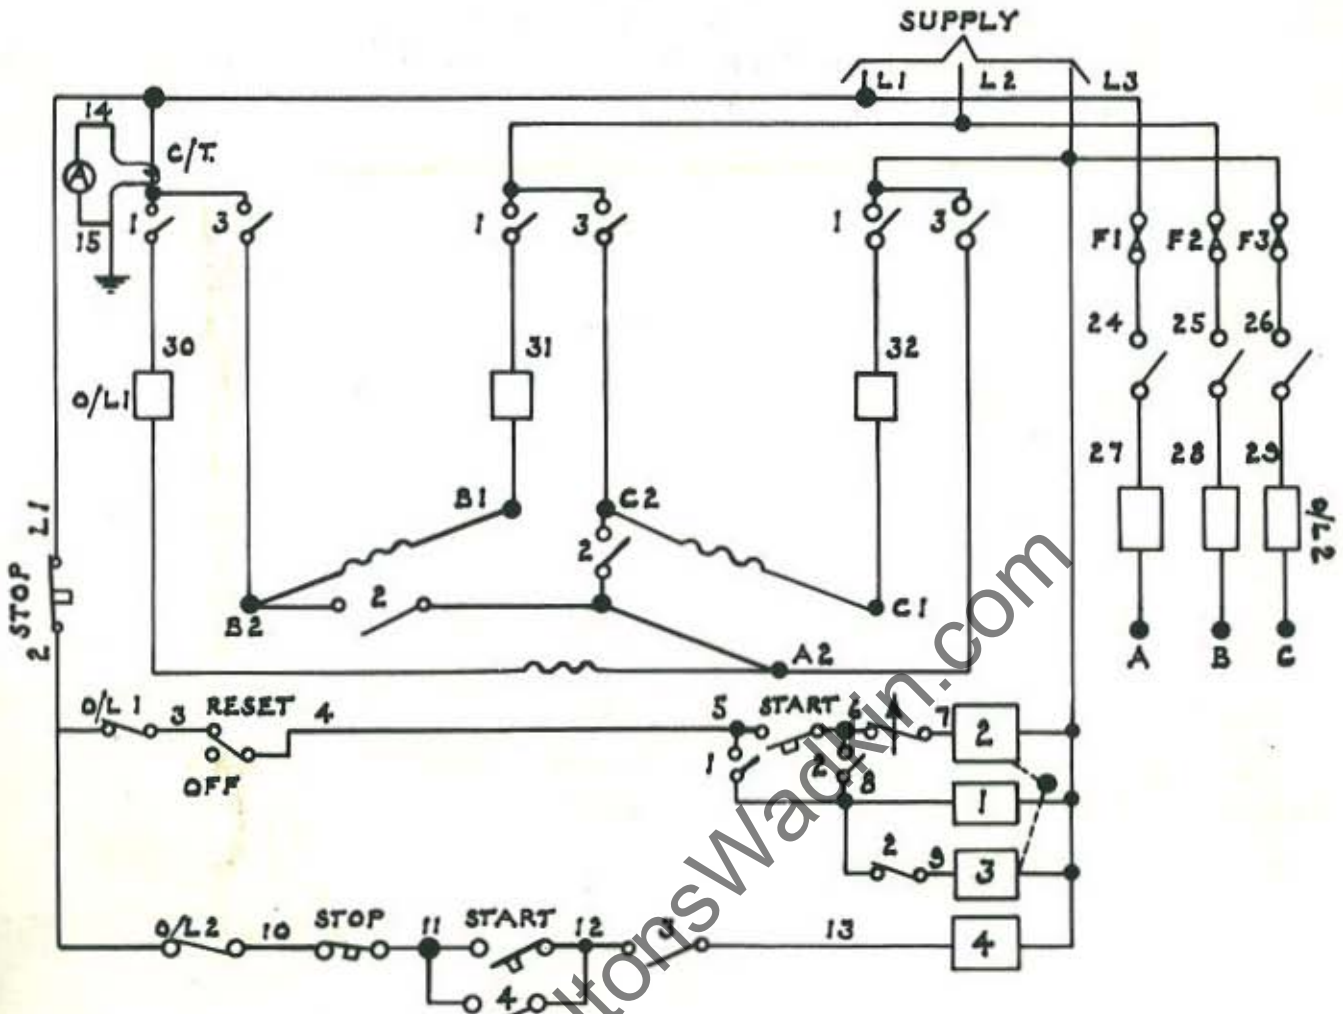 SUPPLY
L1 L2 L3
14
C/T.
A
1 3 1 3 1 3
15
F1 F2 F3
24 25 26
30 31 32
O/L1
27 28 29
B1 C2
L1
O/L2
STOP
2
2
2
B2 C1
A2
A B C
O/L 1 3 RESET 4 5 START 6 7 2
OFF
1 2 8
1
2 9 3
O/L2 10 STOP 11 START 12 3 13 4
4
ltonsWadkin.com